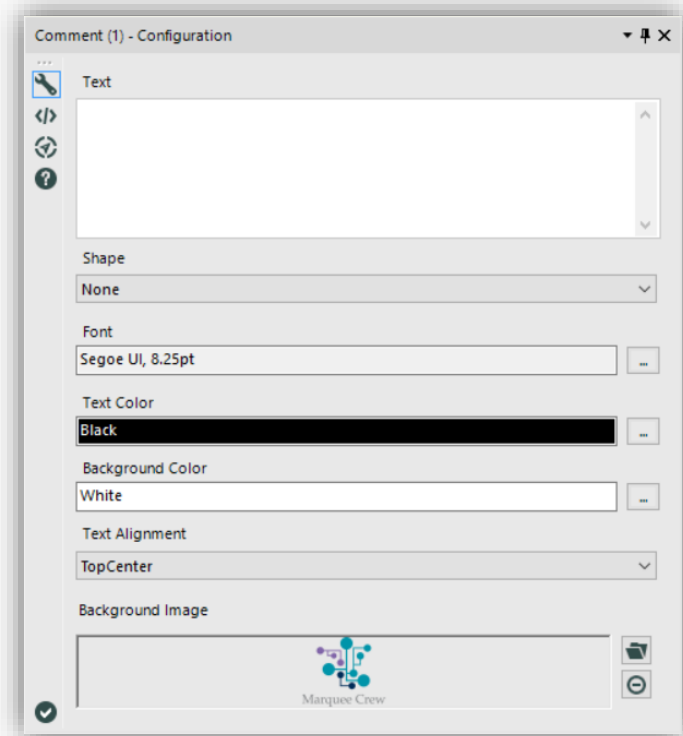 Comment (1) - Configuration
Text
Shape
None
Font
Segoe UI, 8.25pt
...
Text Color
Black
...
Background Color
White
...
Text Alignment
TopCenter
Background Image
Marquee Crew